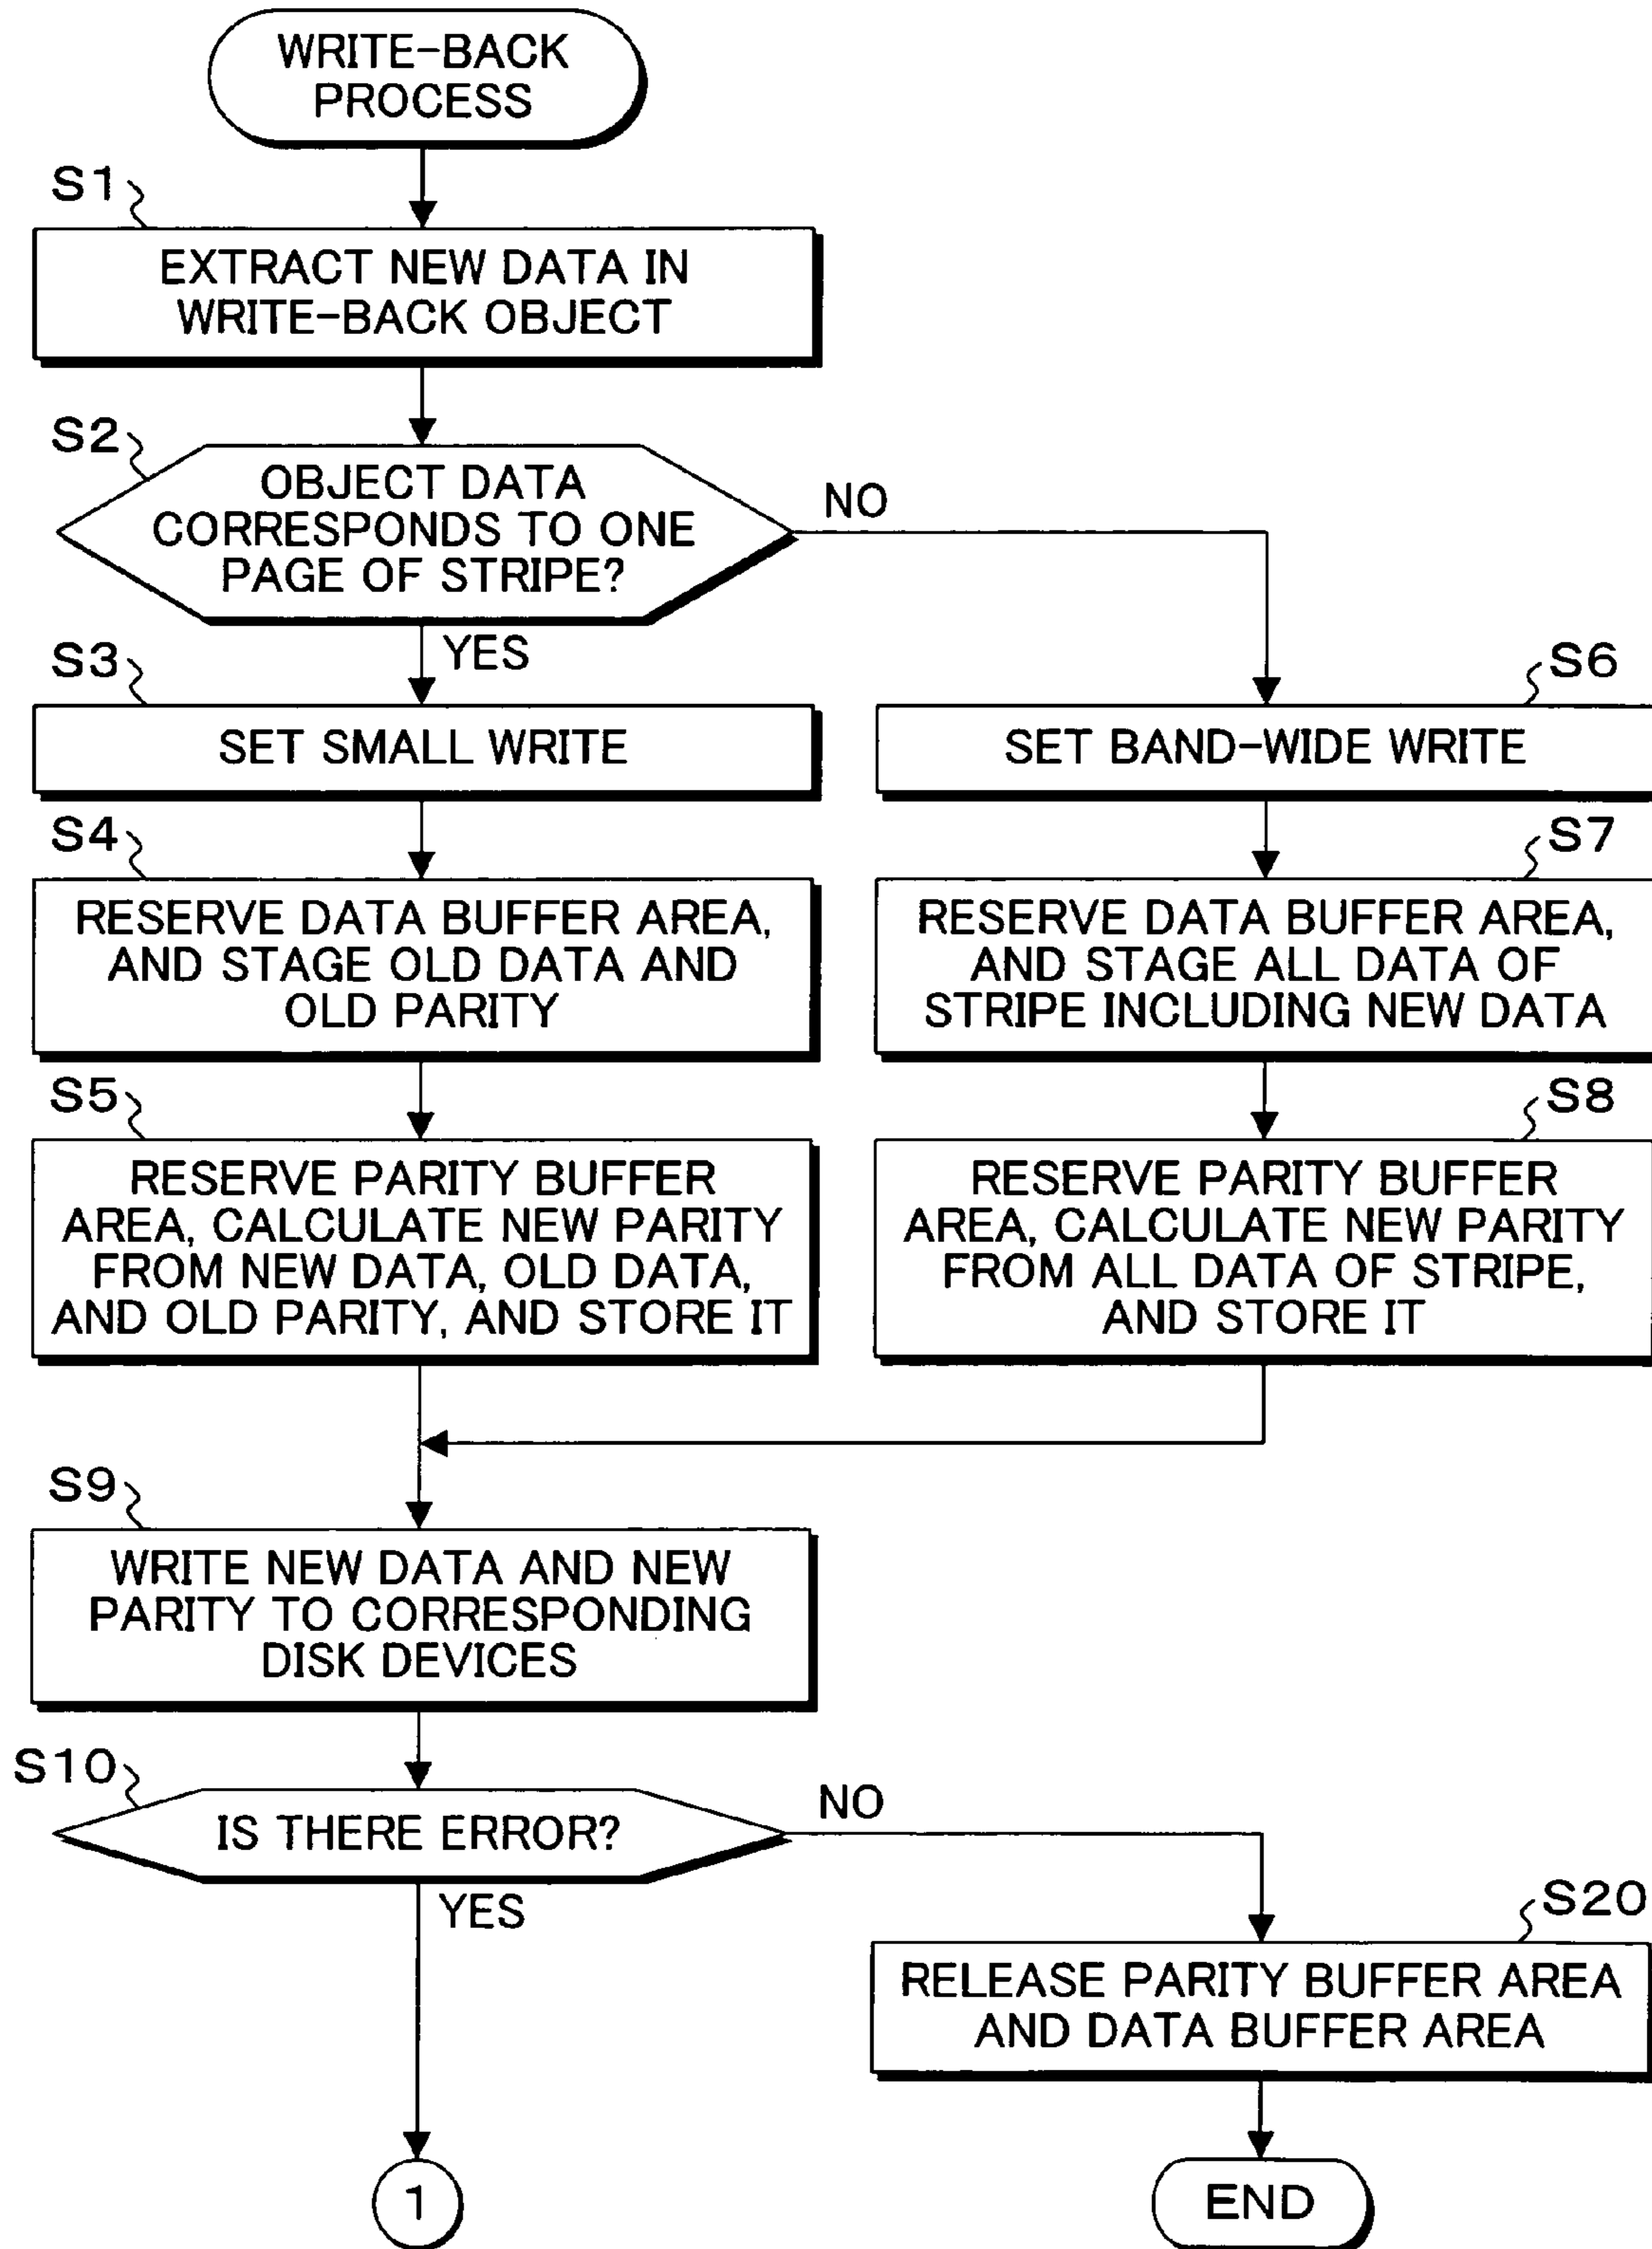 WRITE-BACK
PROCESS
S1
EXTRACT NEW DATA IN
WRITE-BACK OBJECT
S2
OBJECT DATA
CORRESPONDS TO ONE
PAGE OF STRIPE?
NO
YES
S3
SET SMALL WRITE
S6
SET BAND-WIDE WRITE
S4
RESERVE DATA BUFFER AREA,
AND STAGE OLD DATA AND
OLD PARITY
S7
RESERVE DATA BUFFER AREA,
AND STAGE ALL DATA OF
STRIPE INCLUDING NEW DATA
S5
RESERVE PARITY BUFFER
AREA, CALCULATE NEW PARITY
FROM NEW DATA, OLD DATA,
AND OLD PARITY, AND STORE IT
S8
RESERVE PARITY BUFFER
AREA, CALCULATE NEW PARITY
FROM ALL DATA OF STRIPE,
AND STORE IT
S9
WRITE NEW DATA AND NEW
PARITY TO CORRESPONDING
DISK DEVICES
S10
IS THERE ERROR?
NO
YES
S20
RELEASE PARITY BUFFER AREA
AND DATA BUFFER AREA
1
END